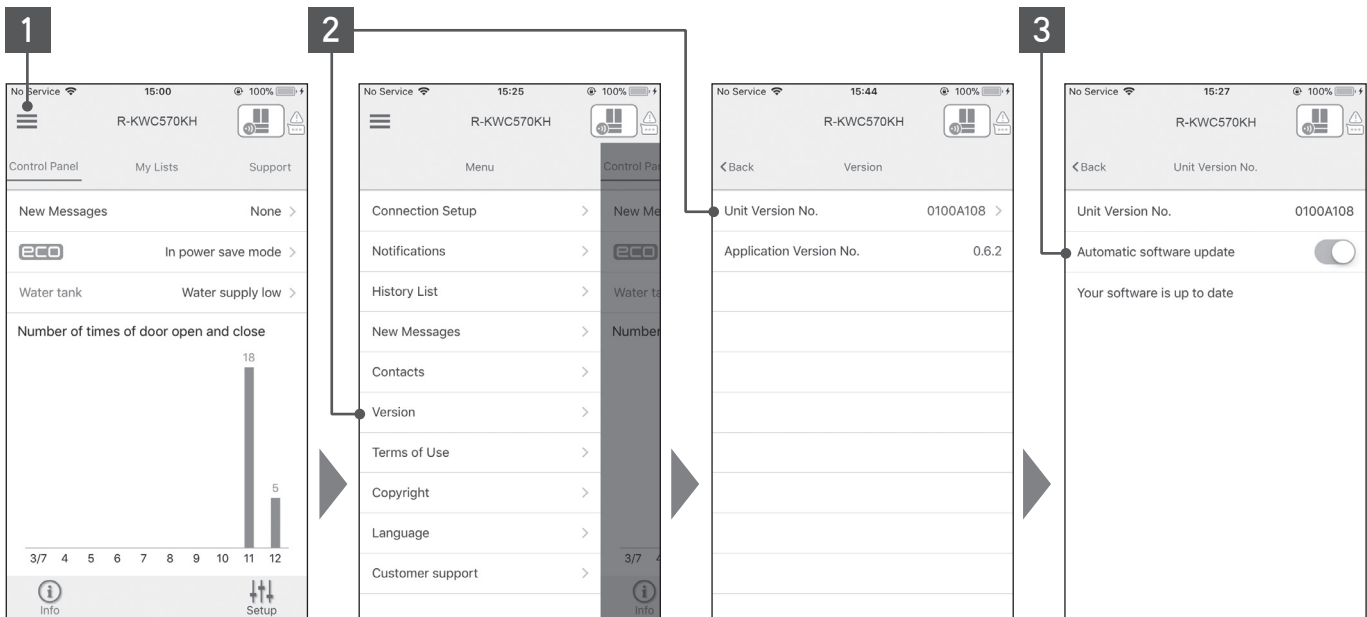 1
2
3
No Service 15:00 100%
R-KWC570KH
Control Panel My Lists Support
New Messages None >
eco In power save mode >
Water tank Water supply low >
Number of times of door open and close
18
5
3/7 4 5 6 7 8 9 10 11 12
Info Setup
No Service 15:25 100%
R-KWC570KH
Menu
Control Pa
Connection Setup >
New Me
Notifications >
eco
History List >
Water ta
New Messages >
Number
Contacts >
Version >
Terms of Use >
Copyright >
Language >
3/7 4
Customer support >
Info
No Service 15:44 100%
R-KWC570KH
<Back Version
Unit Version No. 0100A108 >
Application Version No. 0.6.2
No Service 15:27 100%
R-KWC570KH
<Back Unit Version No.
Unit Version No. 0100A108
Automatic software update
Your software is up to date